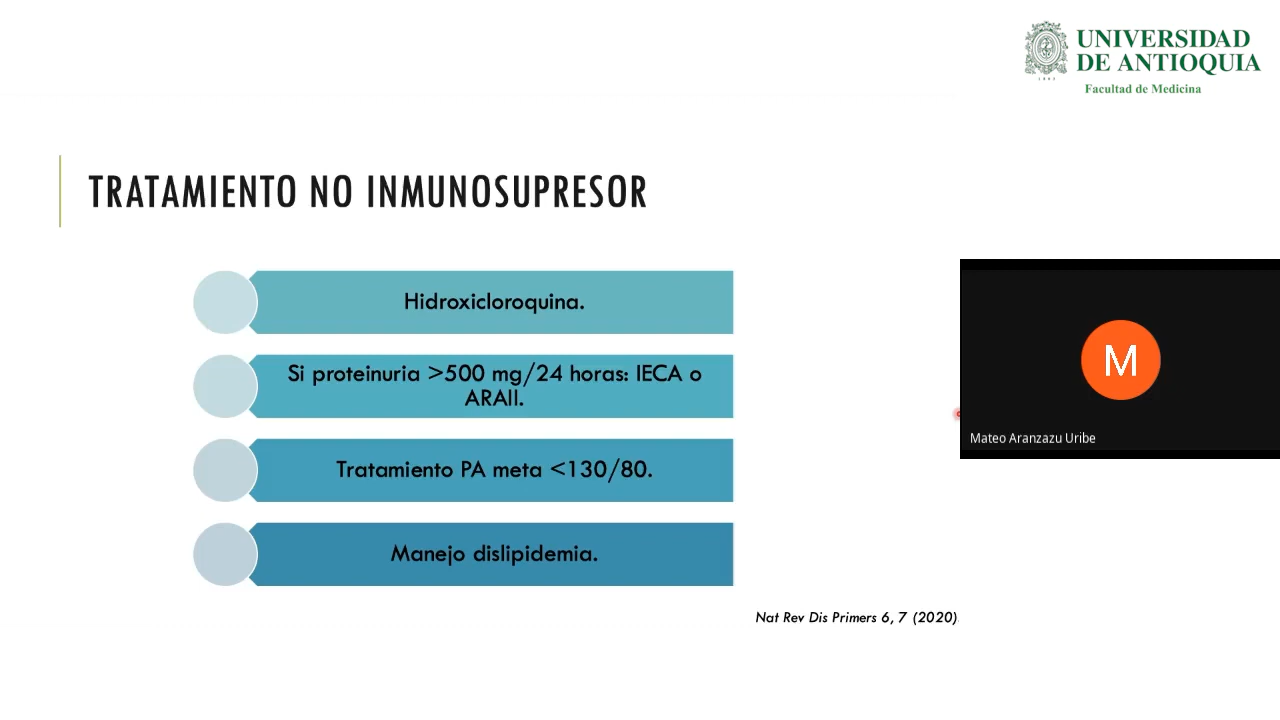 UNIVERSIDAD
DE ANTIOQUIA
1803
Facultad de Medicina
TRATAMIENTO NO INMUNOSUPRESOR
Hidroxicloroquina.
Si proteinuria >500 mg/24 horas: IECA o
ARAII.
Tratamiento PA meta <130/80.
Manejo dislipidemia.
M
Mateo Aranzazu Uribe
Nat Rev Dis Primers 6, 7 (2020)